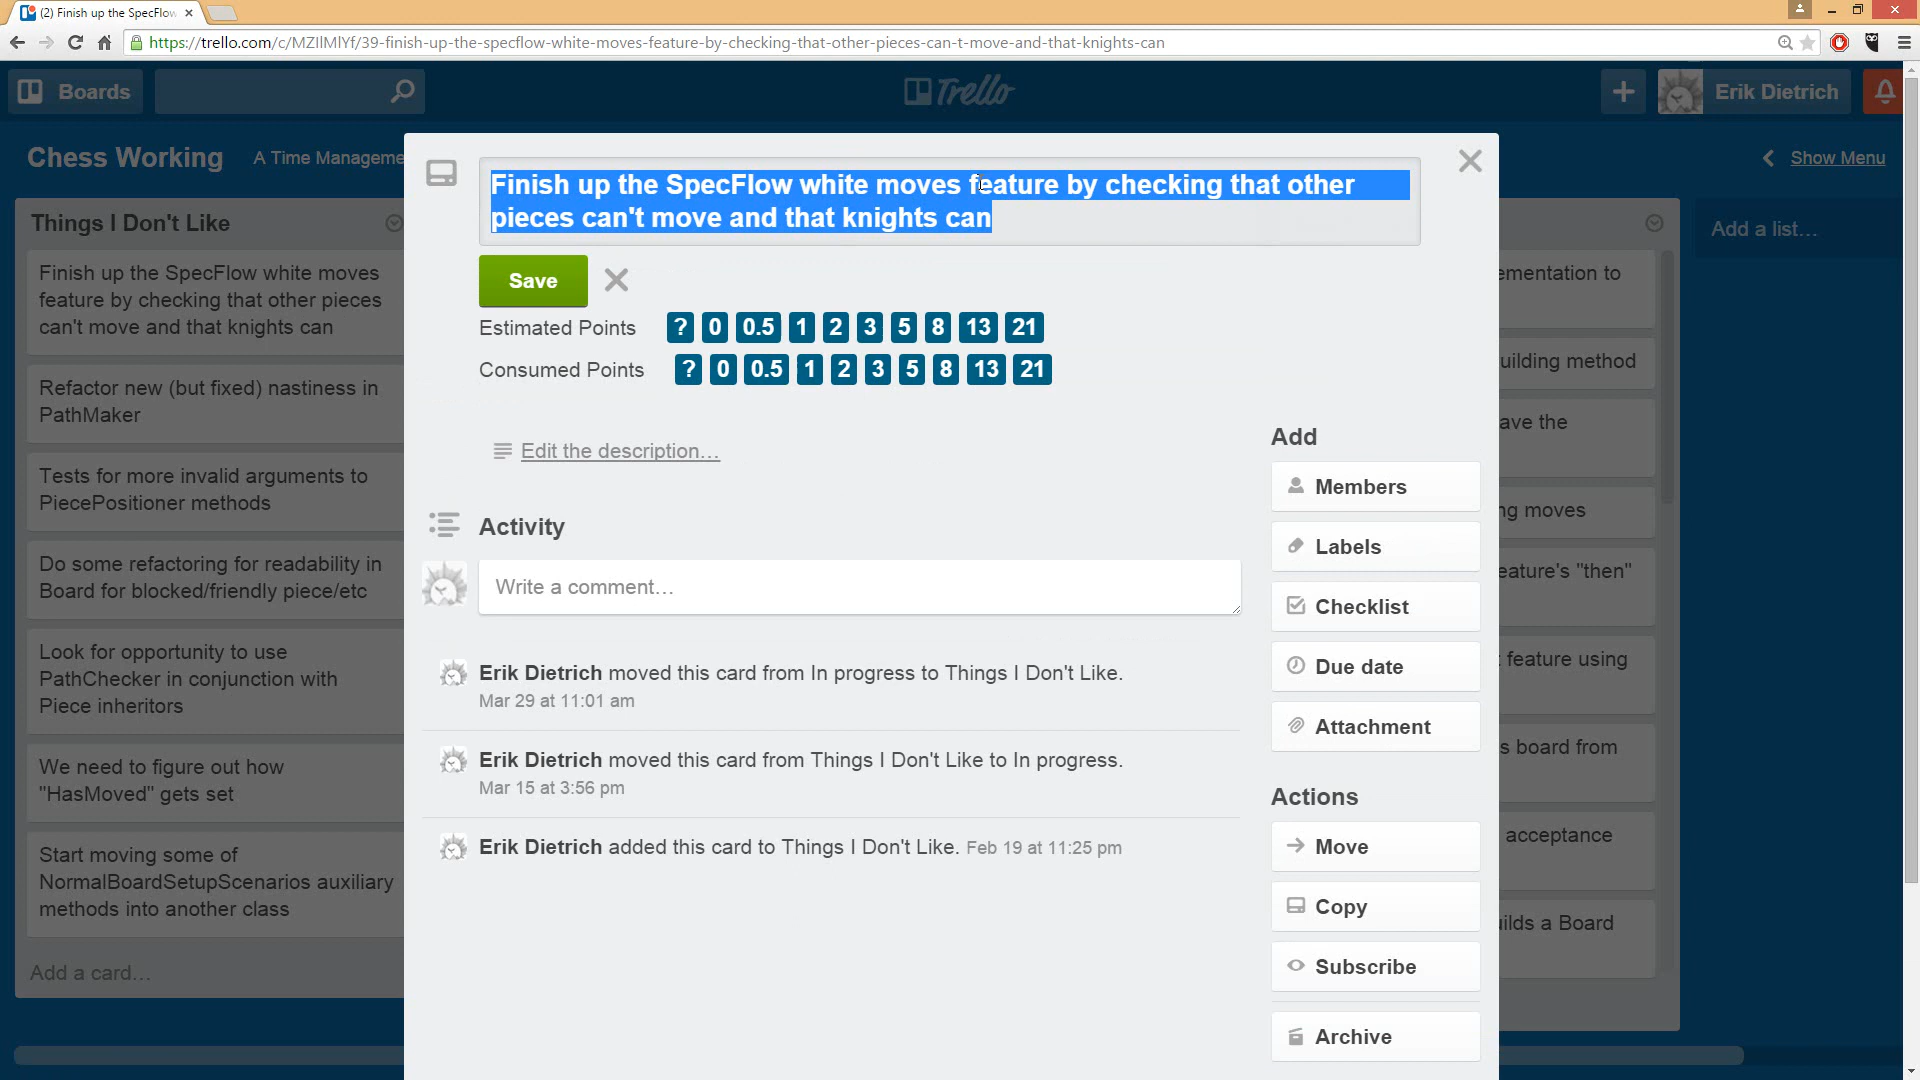 (2) Finish up the SpecFlow
https://trello.com/c/MZIlMlYf/39-finish-up-the-specflow-white-moves-feature-by-checking-that-other-pieces-can-t-move-and-that-knights-can
Boards
Trello
Erik Dietrich
Chess Working
A Time Manageme
Show Menu
Finish up the SpecFlow white moves feature by checking that other
pieces can't move and that knights can
Save
Estimated Points ? 0 0.5 1 2 3 5 8 13 21
Consumed Points ? 0 0.5 1 2 3 5 8 13 21
Edit the description…
Activity
Write a comment…
Erik Dietrich moved this card from In progress to Things I Don't Like.
Mar 29 at 11:01 am
Erik Dietrich moved this card from Things I Don't Like to In progress.
Mar 15 at 3:56 pm
Erik Dietrich added this card to Things I Don't Like. Feb 19 at 11:25 pm
Add
Members
Labels
Checklist
Due date
Attachment
Actions
Move
Copy
Subscribe
Archive
Things I Don't Like
Finish up the SpecFlow white moves
feature by checking that other pieces
can't move and that knights can
Refactor new (but fixed) nastiness in
PathMaker
Tests for more invalid arguments to
PiecePositioner methods
Do some refactoring for readability in
Board for blocked/friendly piece/etc
Look for opportunity to use
PathChecker in conjunction with
Piece inheritors
We need to figure out how
"HasMoved" gets set
Start moving some of
NormalBoardSetupScenarios auxiliary
methods into another class
Add a card…
ementation to
uilding method
ave the
ng moves
eature's "then"
feature using
s board from
acceptance
uilds a Board
Add a list…